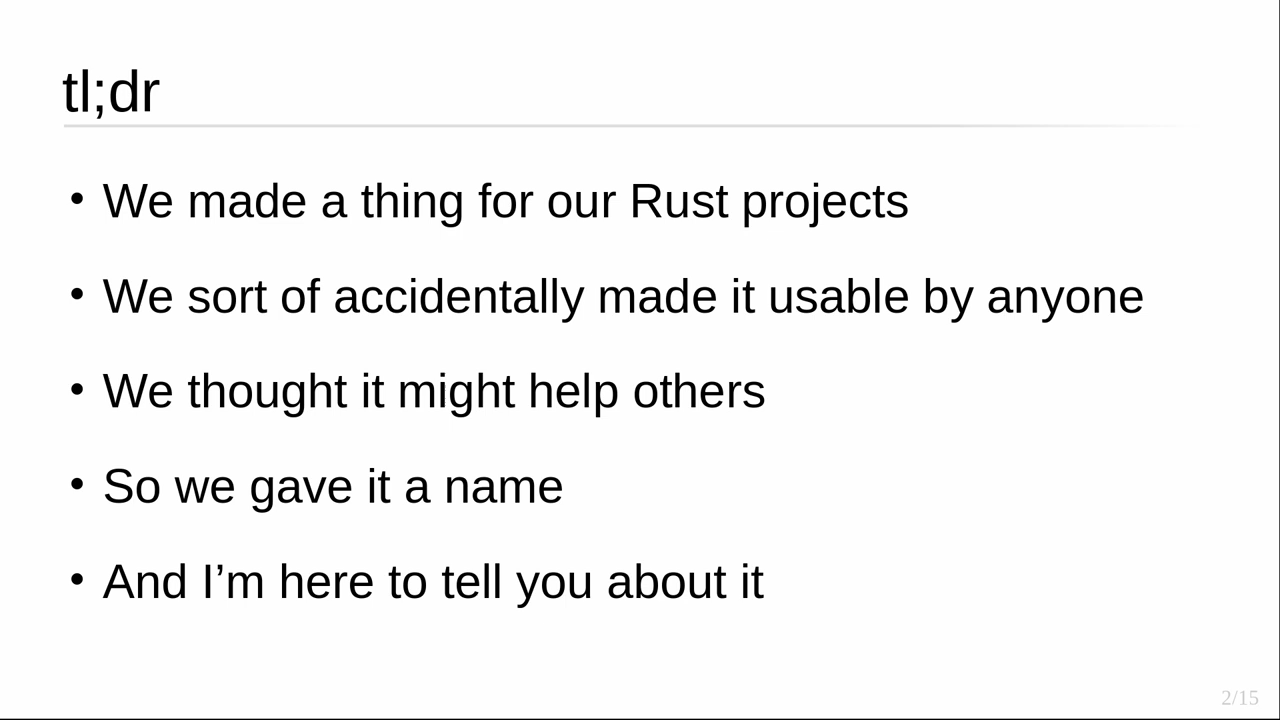 tl;dr
• We made a thing for our Rust projects
• We sort of accidentally made it usable by anyone
• We thought it might help others
• So we gave it a name
• And I’m here to tell you about it
2/15